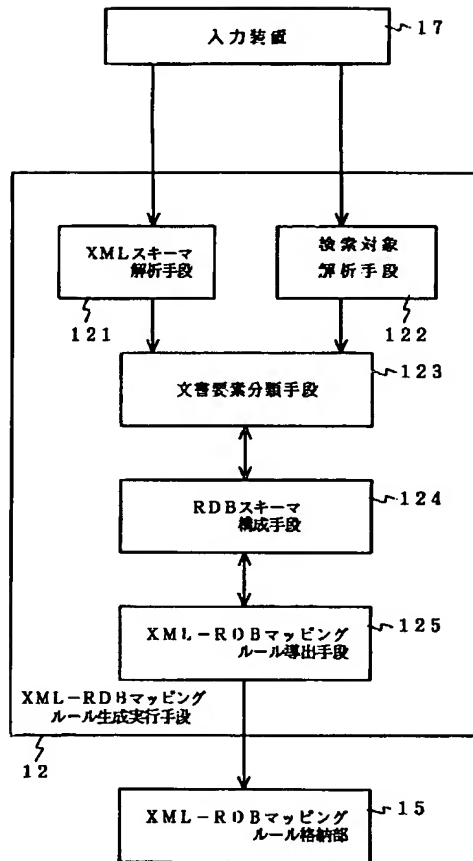 入力装置
17
XMLスキーマ
解析手段
121
検索対象
解析手段
122
文書要素分類手段
123
RDBスキーマ
構成手段
124
XML-RDBマッピング
ルール導出手段
125
XML-RDBマッピング
ルール生成実行手段
12
XML-RDBマッピング
ルール格納部
15